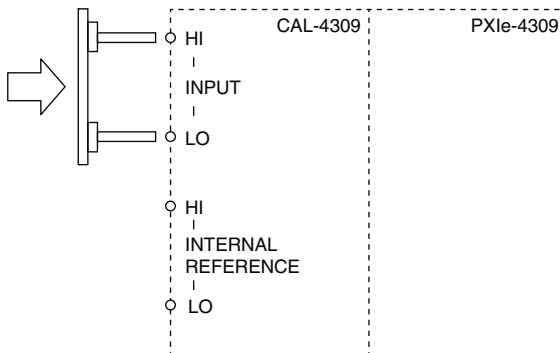 CAL-4309
PXIe-4309
HI
INPUT
LO
HI
INTERNAL
REFERENCE
LO